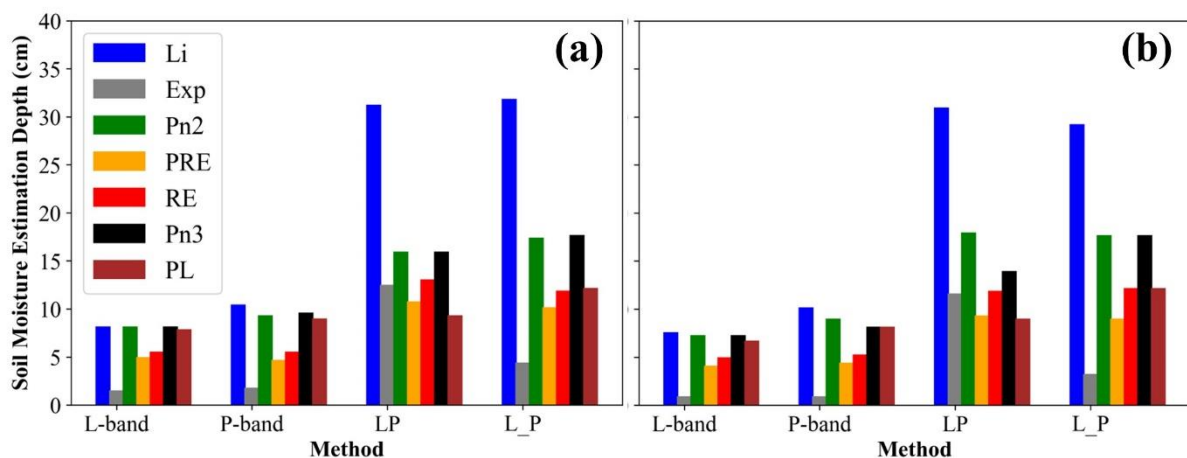 Soil Moisture Estimation Depth (cm)
40
35
30
25
20
15
10
5
0
Li
Exp
Pn2
PRE
RE
Pn3
PL
(a)
L-band P-band LP L_P
Method
(b)
L-band P-band LP L_P
Method